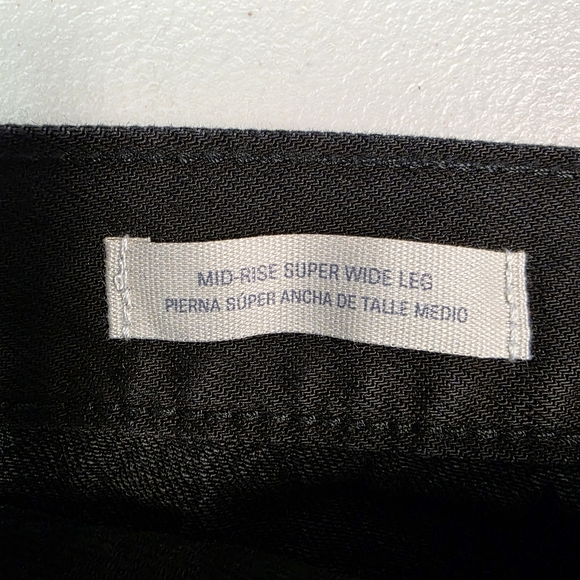 MID-RISE SUPER WIDE LEG
PIERNA SÚPER ANCHA DE TALLE MEDIO